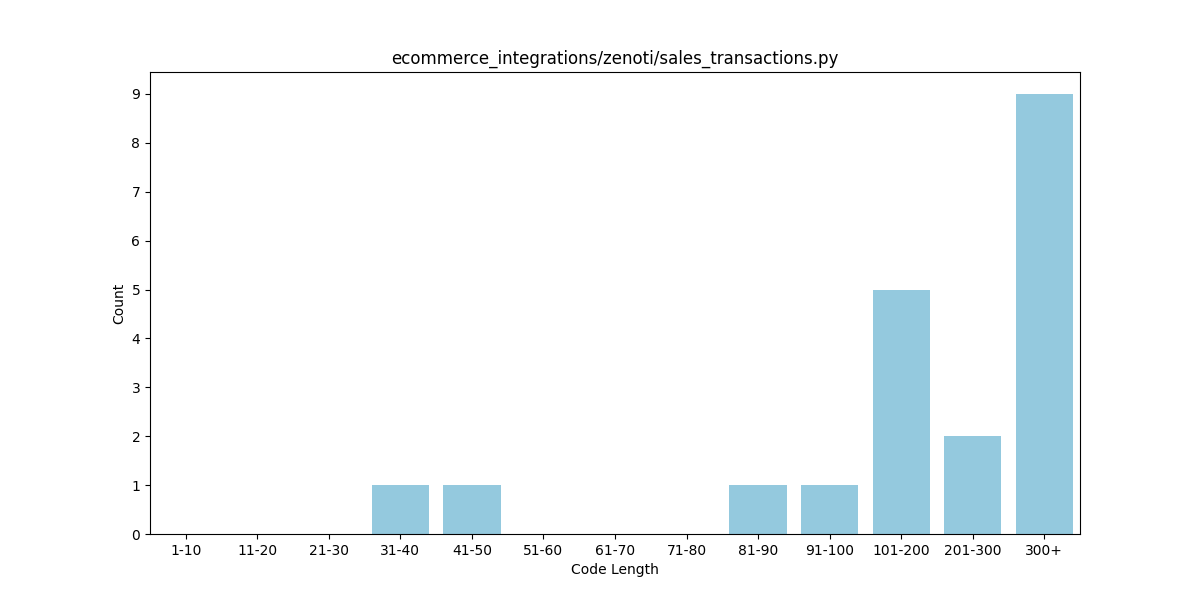 ecommerce_integrations/zenoti/sales_transactions.py
9
8
7
6
5
4
3
2
1
0
Count
1-10 11-20 21-30 31-40 41-50 51-60 61-70 71-80 81-90 91-100 101-200 201-300 300+
Code Length